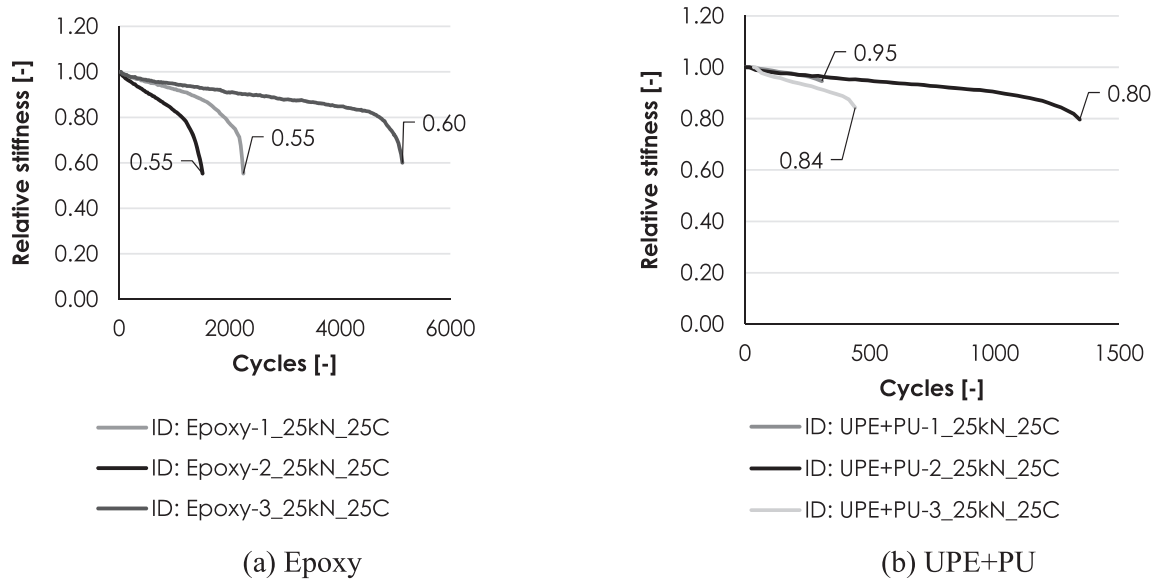 1.20
1.00
0.80
0.60
0.40
0.20
0.00
Relative stiffness [-]
0.55
0.55
0.60
0 2000 4000 6000
Cycles [-]
ID: Epoxy-1_25kN_25C
ID: Epoxy-2_25kN_25C
ID: Epoxy-3_25kN_25C
(a) Epoxy
1.20
1.00
0.80
0.60
0.40
0.20
0.00
Relative stifness [-]
0.95
0.80
0.84
0 500 1000 1500
Cycles [-]
ID: UPE+PU-1_25kN_25C
ID: UPE+PU-2_25kN_25C
ID: UPE+PU-3_25kN_25C
(b) UPE+PU